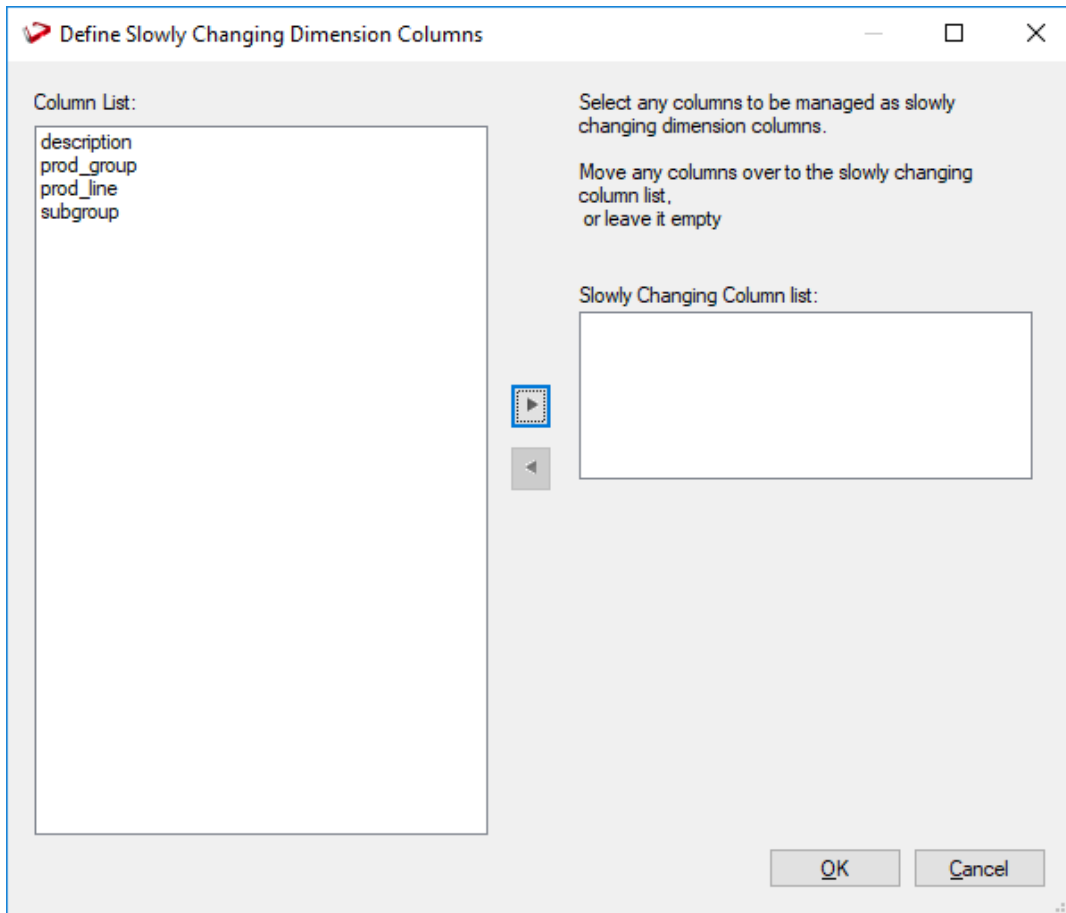 Define Slowly Changing Dimension Columns
Column List:
description
prod_group
prod_line
subgroup
Select any columns to be managed as slowly
changing dimension columns.
Move any columns over to the slowly changing
column list,
or leave it empty
Slowly Changing Column list:
OK
Cancel